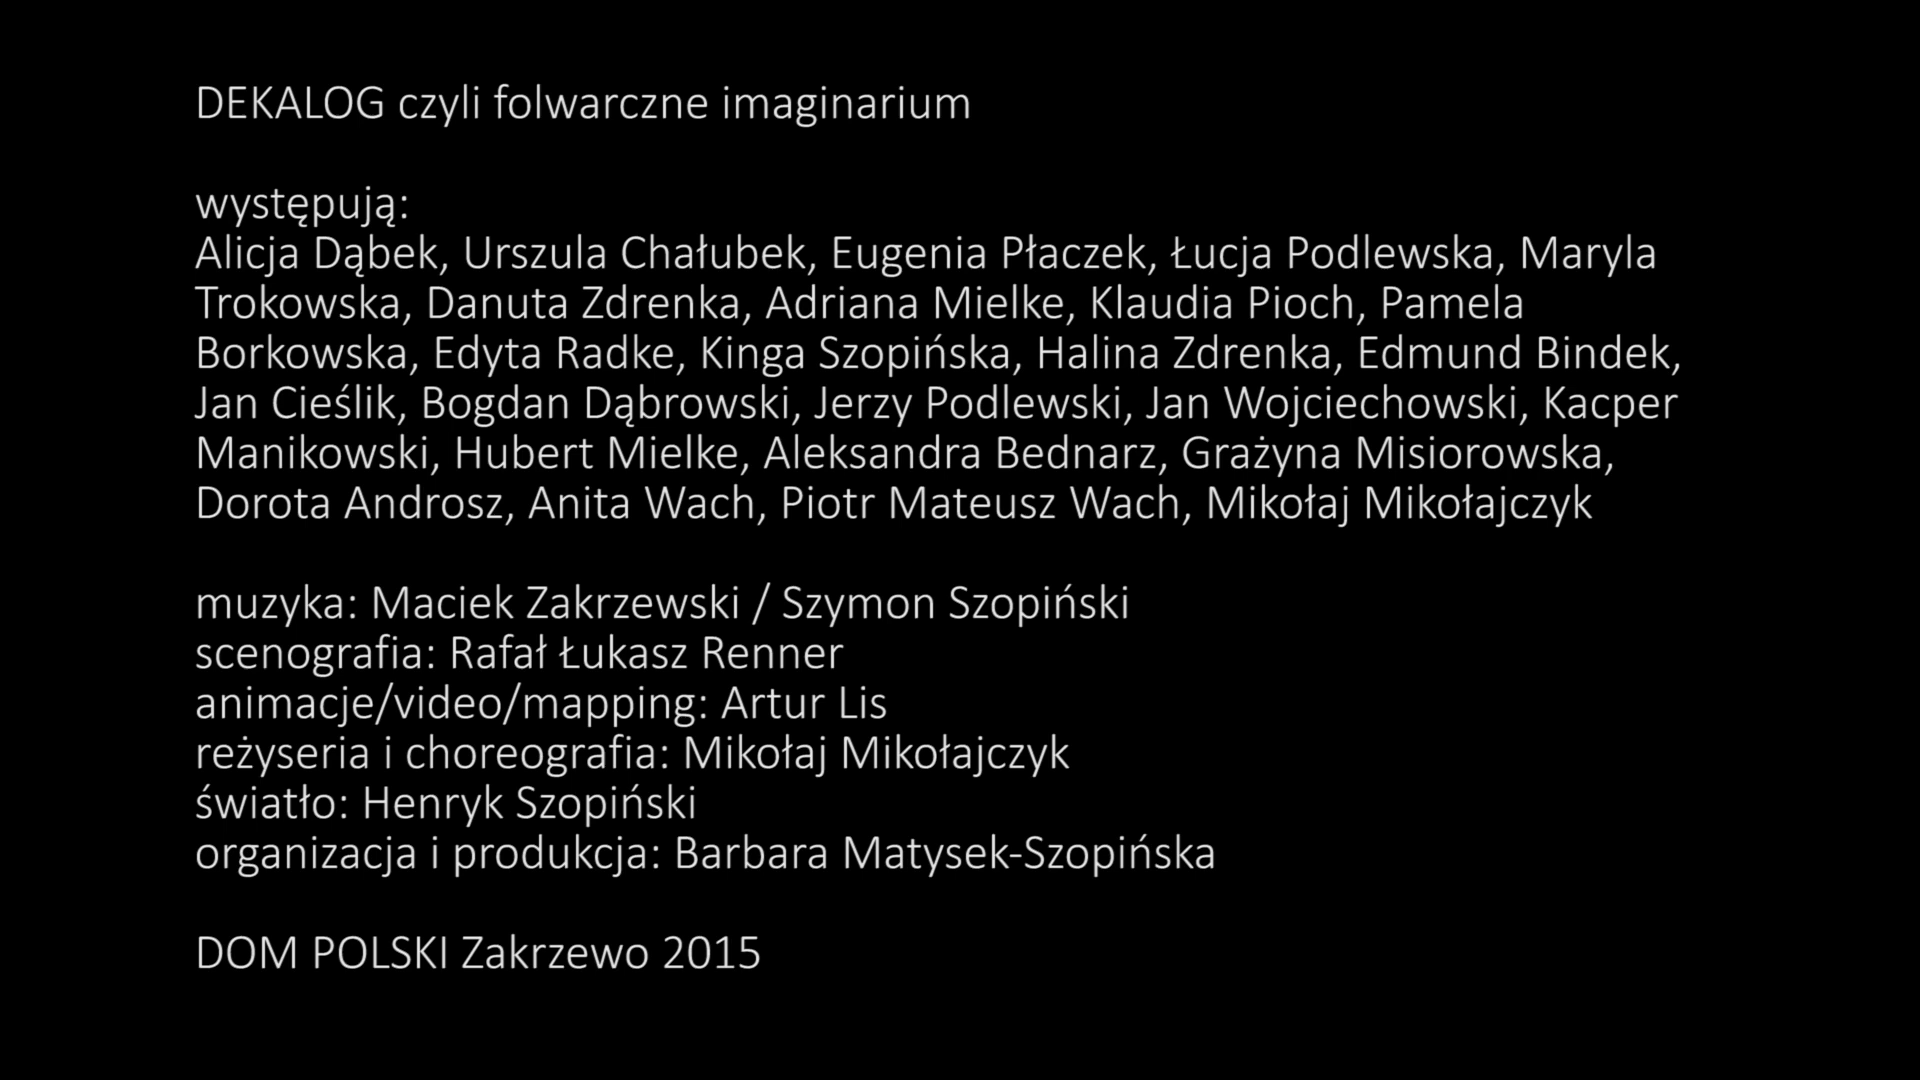 DEKALOG czyli folwarczne imaginarium
występują:
Alicja Dąbek, Urszula Chałubek, Eugenia Płaczek, Łucja Podlewska, Maryla
Trokowska, Danuta Zdrenka, Adriana Mielke, Klaudia Pioch, Pamela
Borkowska, Edyta Radke, Kinga Szopińska, Halina Zdrenka, Edmund Bindek,
Jan Cieślik, Bogdan Dąbrowski, Jerzy Podlewski, Jan Wojciechowski, Kacper
Manikowski, Hubert Mielke, Aleksandra Bednarz, Grażyna Misiorowska,
Dorota Androsz, Anita Wach, Piotr Mateusz Wach, Mikołaj Mikołajczyk
muzyka: Maciek Zakrzewski / Szymon Szopiński
scenografia: Rafał Łukasz Renner
animacje/video/mapping: Artur Lis
reżyseria i choreografia: Mikołaj Mikołajczyk
światło: Henryk Szopiński
organizacja i produkcja: Barbara Matysek-Szopińska
DOM POLSKI Zakrzewo 2015